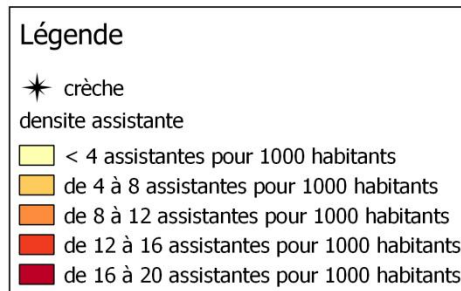 Légende
crèche
densite assistante
< 4 assistantes pour 1000 habitants
de 4 à 8 assistantes pour 1000 habitants
de 8 à 12 assistantes pour 1000 habitants
de 12 à 16 assistantes pour 1000 habitants
de 16 à 20 assistantes pour 1000 habitants